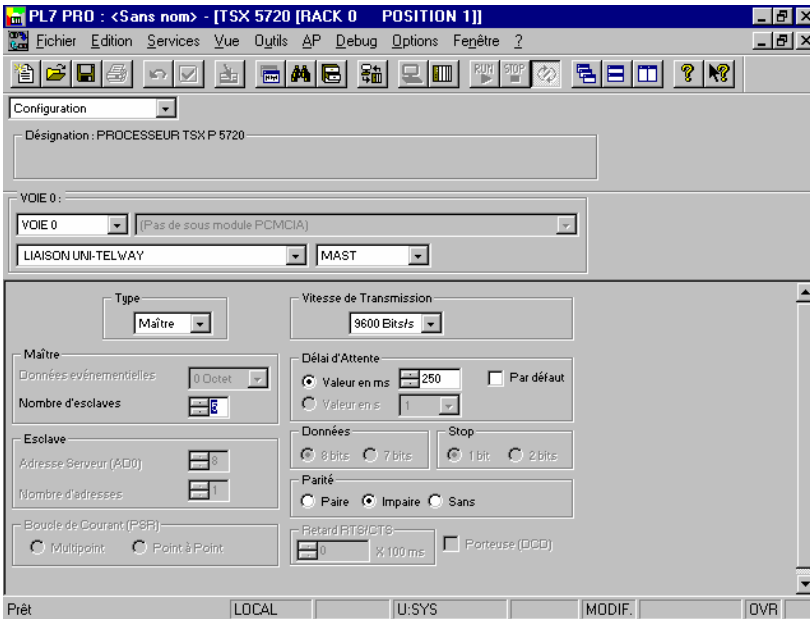 PL7 PRO : <Sans nom> - [TSX 5720 [RACK 0 POSITION 1]]
Fichier Edition Services Vue Outils AP Debug Options Fenêtre ?
RUN STOP
Configuration
Désignation : PROCESSEUR TSX P 5720
VOIE 0 :
VOIE 0 (Pas de sous module PCMCIA)
LIAISON UNI-TELWAY MAST
Type Vitesse de Transmission
Maître 9600 Bits/s
Maître Délai d'Attente
Données evénementielles 0 Octet Valeur en ms 250 Par défaut
Nombre d'esclaves 5 Valeur en s 1
Esclave Données Stop
Adresse Serveur (AD0) 8 8 bits 7 bits 1 bit 2 bits
Nombre d'adresses 1 Parité
Paire Impaire Sans
Boucle de Courant (PSR) Retard RTS/CTS
Multipoint Point à Point 0 X 100 ms Porteuse (DCD)
Prêt LOCAL U:SYS MODIF. OVR